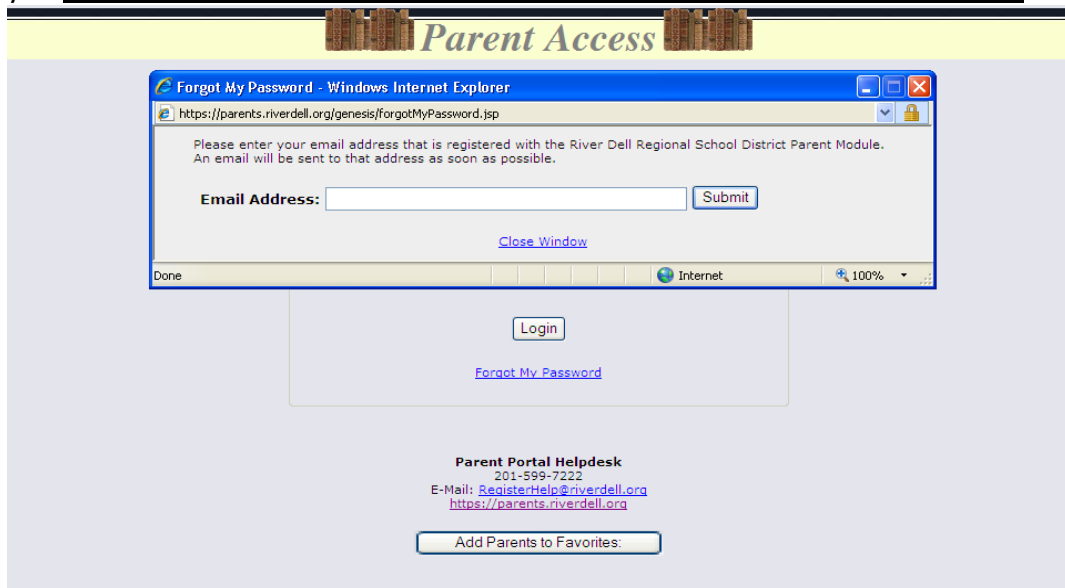 Parent Access
Forgot My Password - Windows Internet Explorer
https://parents.riverdell.org/genesis/forgotMyPassword.jsp
Please enter your email address that is registered with the River Dell Regional School District Parent Module.
An email will be sent to that address as soon as possible.
Email Address: Submit
Close Window
Done Internet 100%
Login
Forgot My Password
Parent Portal Helpdesk
201-599-7222
E-Mail: RegisterHelp@riverdell.org
https://parents.riverdell.org
Add Parents to Favorites: